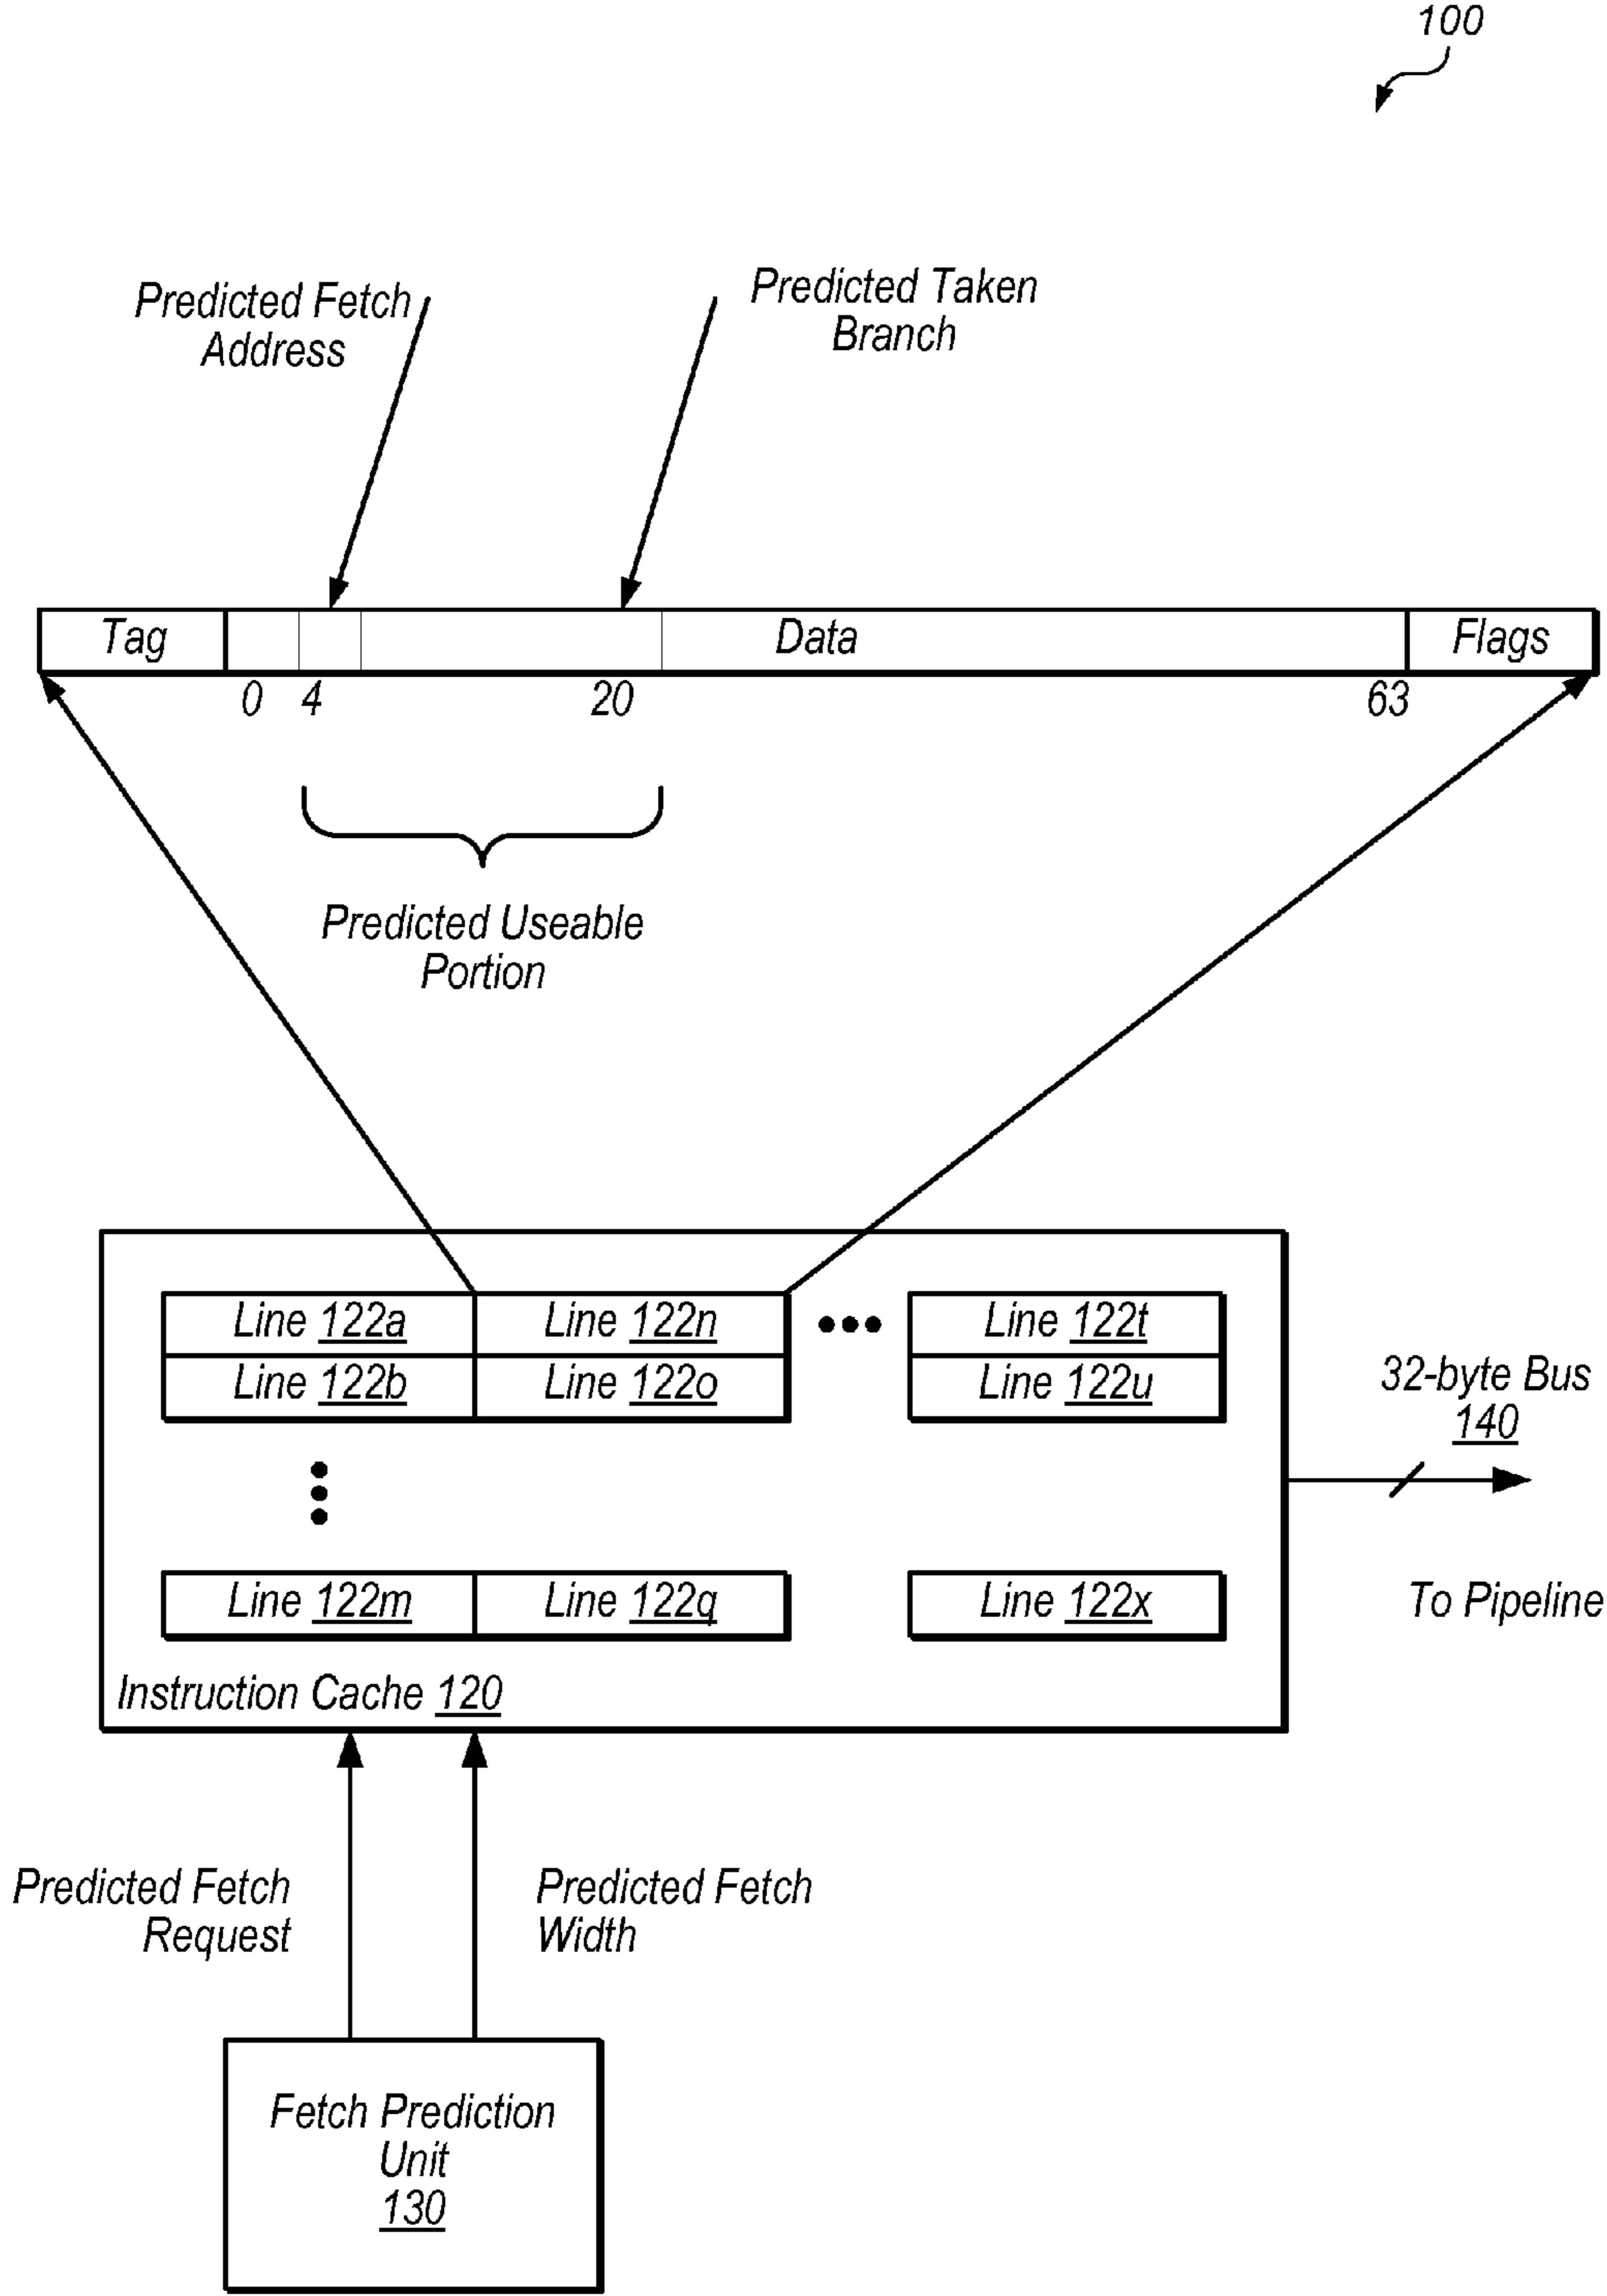 100
Predicted Fetch
Address
Predicted Taken
Branch
Tag
Data
Flags
0
4
20
63
Predicted Useable
Portion
Line 122a
Line 122n
Line 122t
Line 122b
Line 122o
Line 122u
32-byte Bus
140
Line 122m
Line 122q
Line 122x
To Pipeline
Instruction Cache 120
Predicted Fetch
Request
Predicted Fetch
Width
Fetch Prediction
Unit
130